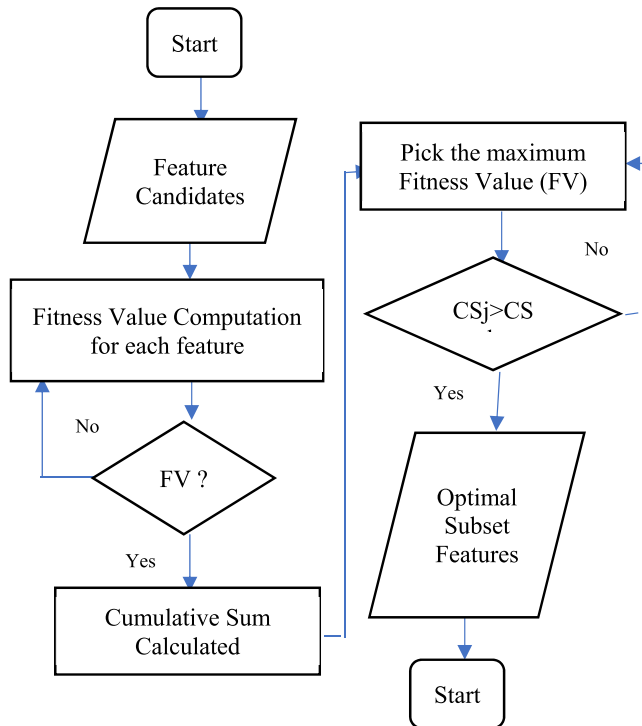 Start
Feature
Candidates
Fitness Value Computation
for each feature
No
FV ?
Yes
Cumulative Sum
Calculated
Pick the maximum
Fitness Value (FV)
No
CSj>CS
Yes
Optimal
Subset
Features
Start